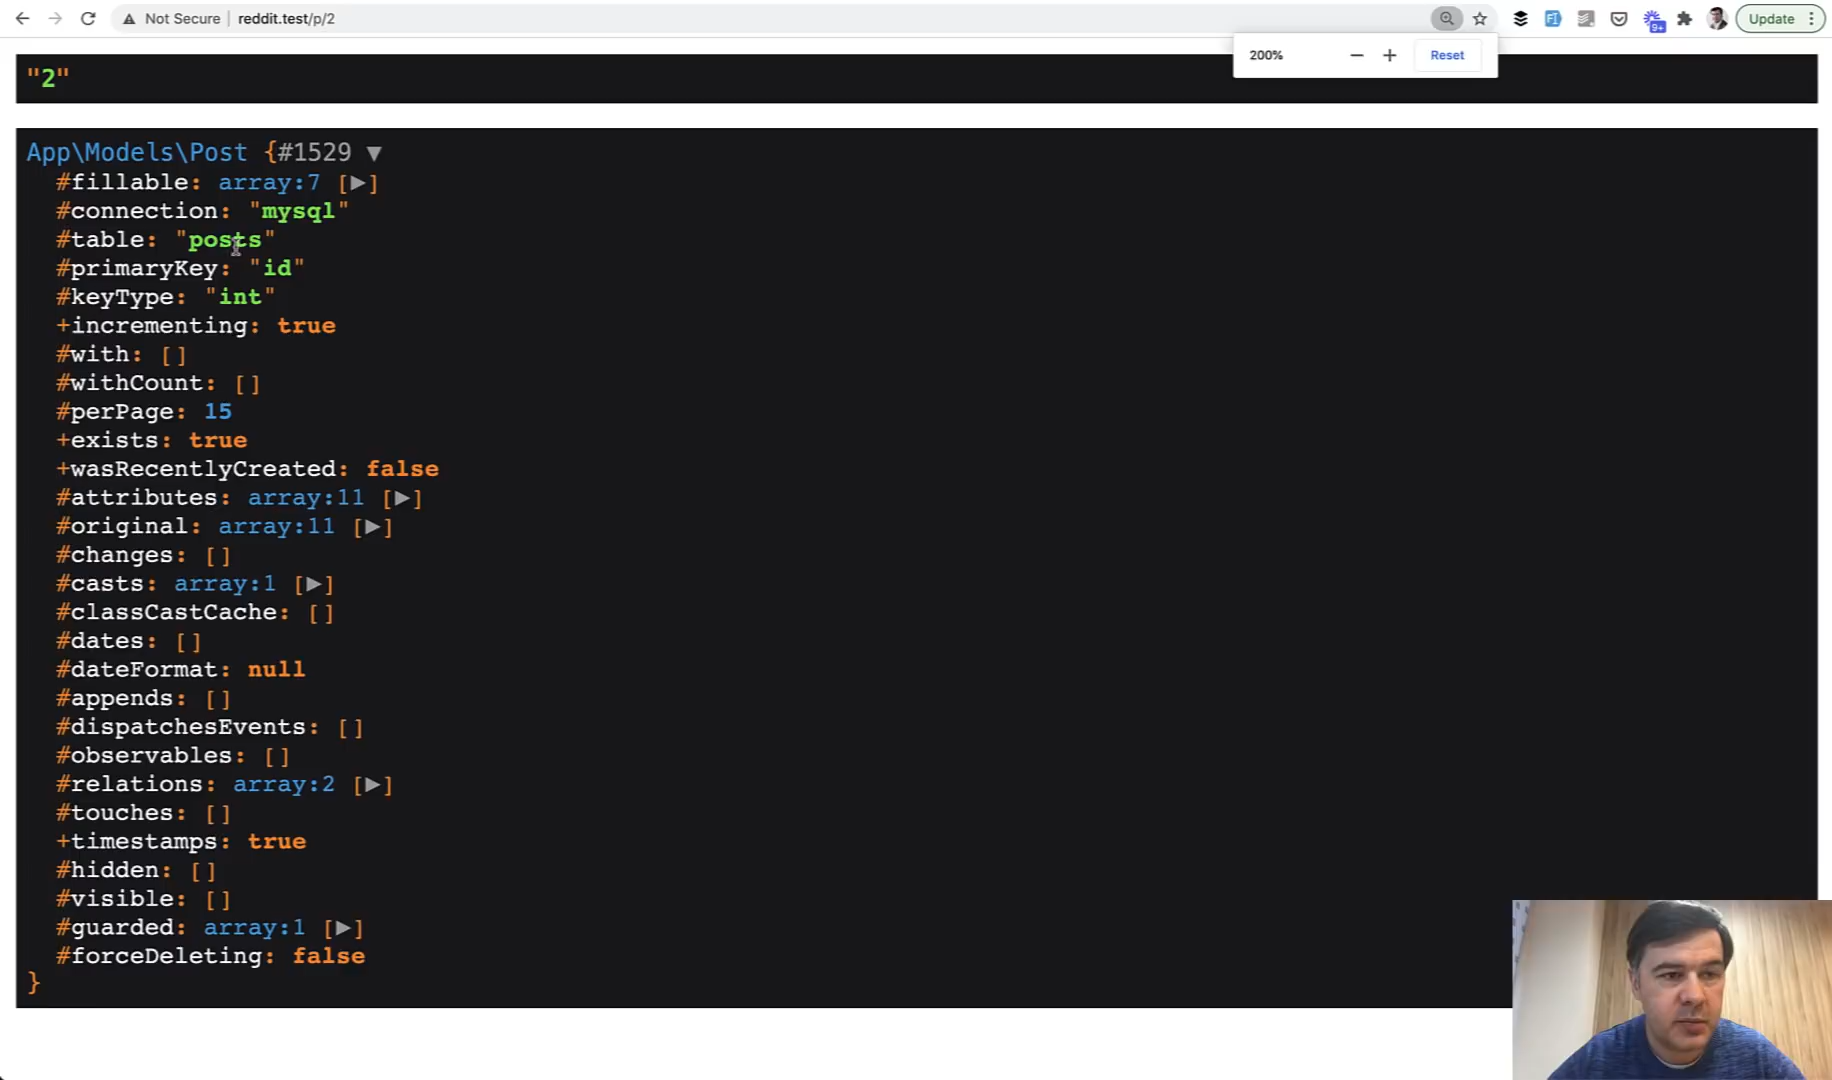 Not Secure reddit.test/p/2
9+
Update
200% − + Reset
"2"
App\Models\Post {#1529 ▼
#fillable: array:7 [▶]
#connection: "mysql"
#table: "posts"
#primaryKey: "id"
#keyType: "int"
+incrementing: true
#with: []
#withCount: []
#perPage: 15
+exists: true
+wasRecentlyCreated: false
#attributes: array:11 [▶]
#original: array:11 [▶]
#changes: []
#casts: array:1 [▶]
#classCastCache: []
#dates: []
#dateFormat: null
#appends: []
#dispatchesEvents: []
#observables: []
#relations: array:2 [▶]
#touches: []
+timestamps: true
#hidden: []
#visible: []
#guarded: array:1 [▶]
#forceDeleting: false
}